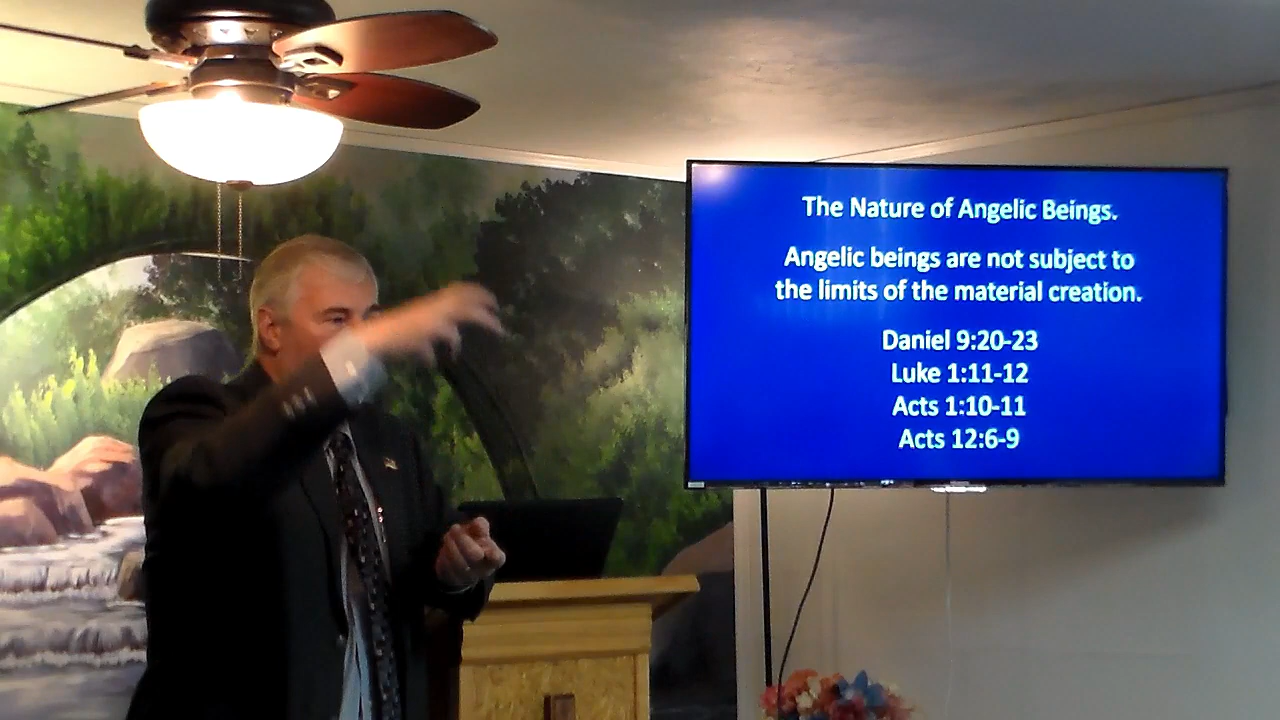 The Nature of Angelic Beings.
Angelic beings are not subject to
the limits of the material creation.
Daniel 9:20-23
Luke 1:11-12
Acts 1:10-11
Acts 12:6-9